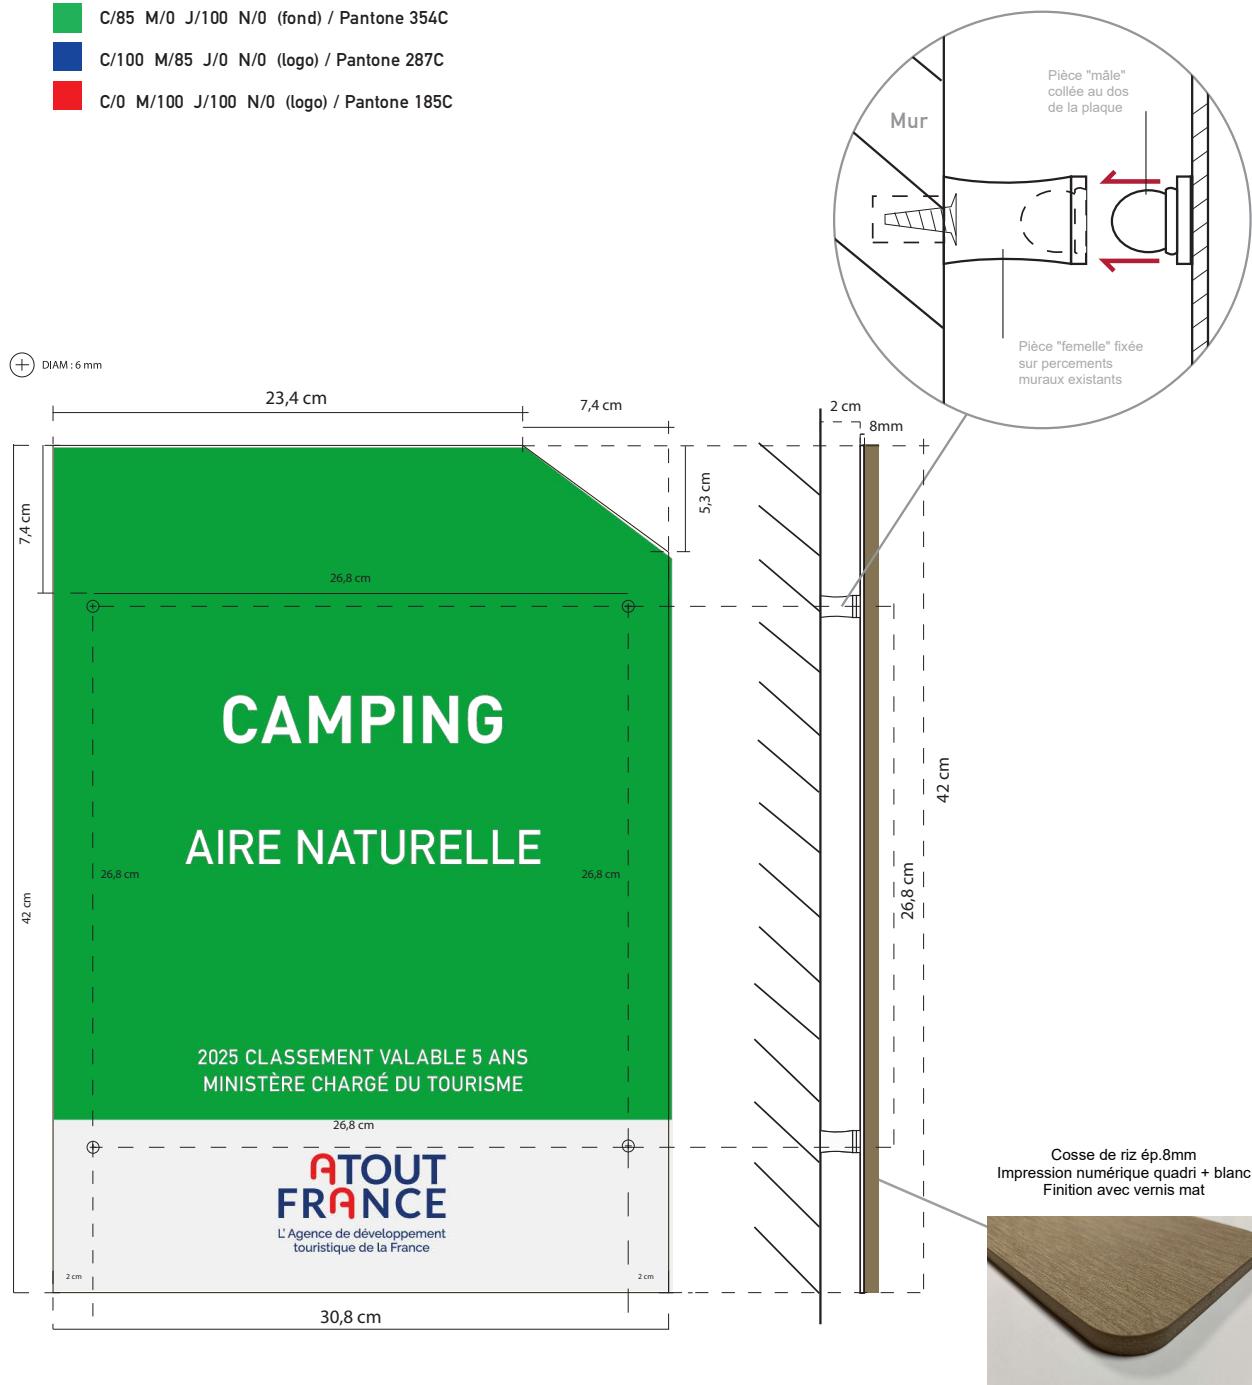 C/85 M/0 J/100 N/0 (fond) / Pantone 354C
C/100 M/85 J/0 N/0 (logo) / Pantone 287C
C/0 M/100 J/100 N/0 (logo) / Pantone 185C
Pièce "mâle"
collée au dos
de la plaque
Mur
Pièce "femelle" fixée
sur percements
muraux existants
DIAM : 6 mm
23,4 cm
7,4 cm
2 cm
8mm
7,4 cm
5,3 cm
26,8 cm
CAMPING
AIRE NATURELLE
26,8 cm
26,8 cm
42 cm
42 cm
26,8 cm
2025 CLASSEMENT VALABLE 5 ANS
MINISTÈRE CHARGÉ DU TOURISME
26,8 cm
ATOUT
FRANCE
L'Agence de développement
touristique de la France
2 cm
2 cm
30,8 cm
Cosse de riz ép.8mm
Impression numérique quadri + blanc
Finition avec vernis mat